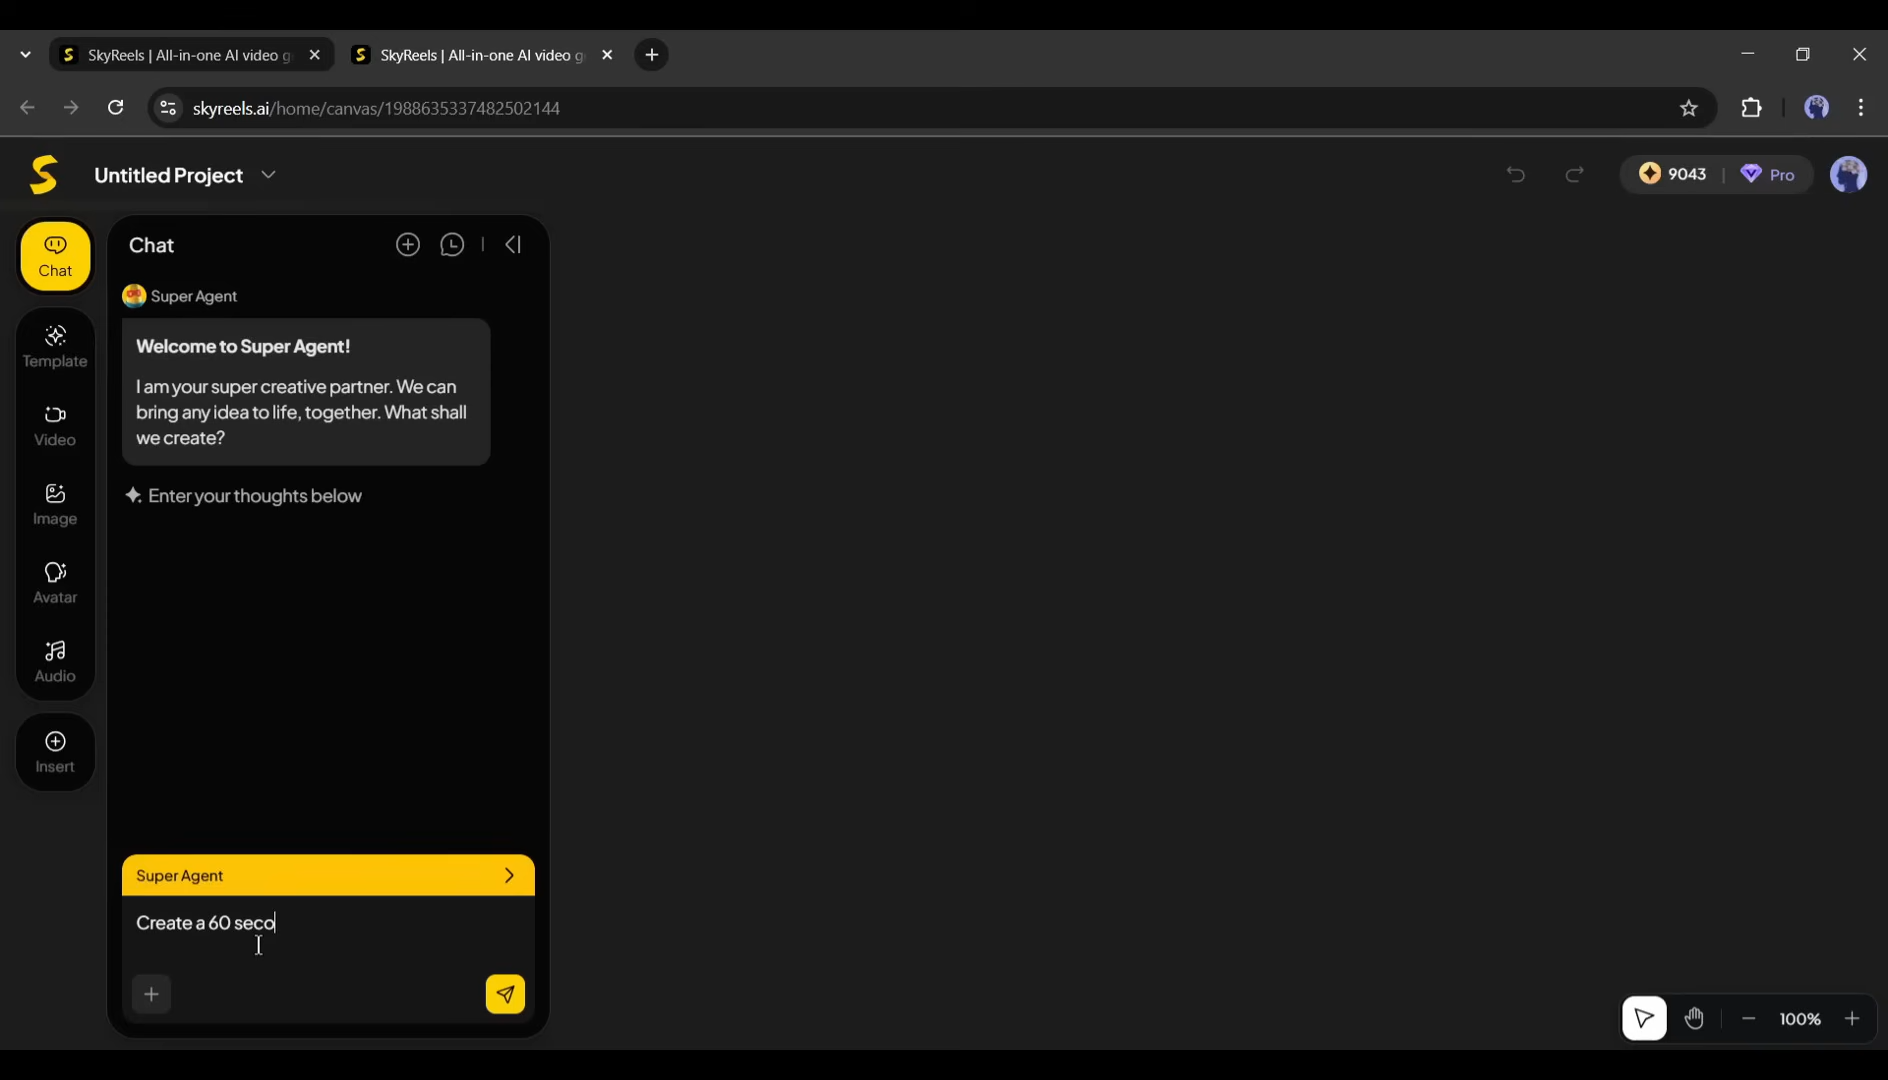 SkyReels | All-in-one AI video g
SkyReels | All-in-one AI video g
skyreels.ai/home/canvas/1988635337482502144
Untitled Project
9043 | Pro
Chat
Chat
Super Agent
Welcome to Super Agent!
I am your super creative partner. We can
bring any idea to life, together. What shall
we create?
Enter your thoughts below
Template
Video
Image
Avatar
Audio
Insert
Super Agent
Create a 60 seco
100%